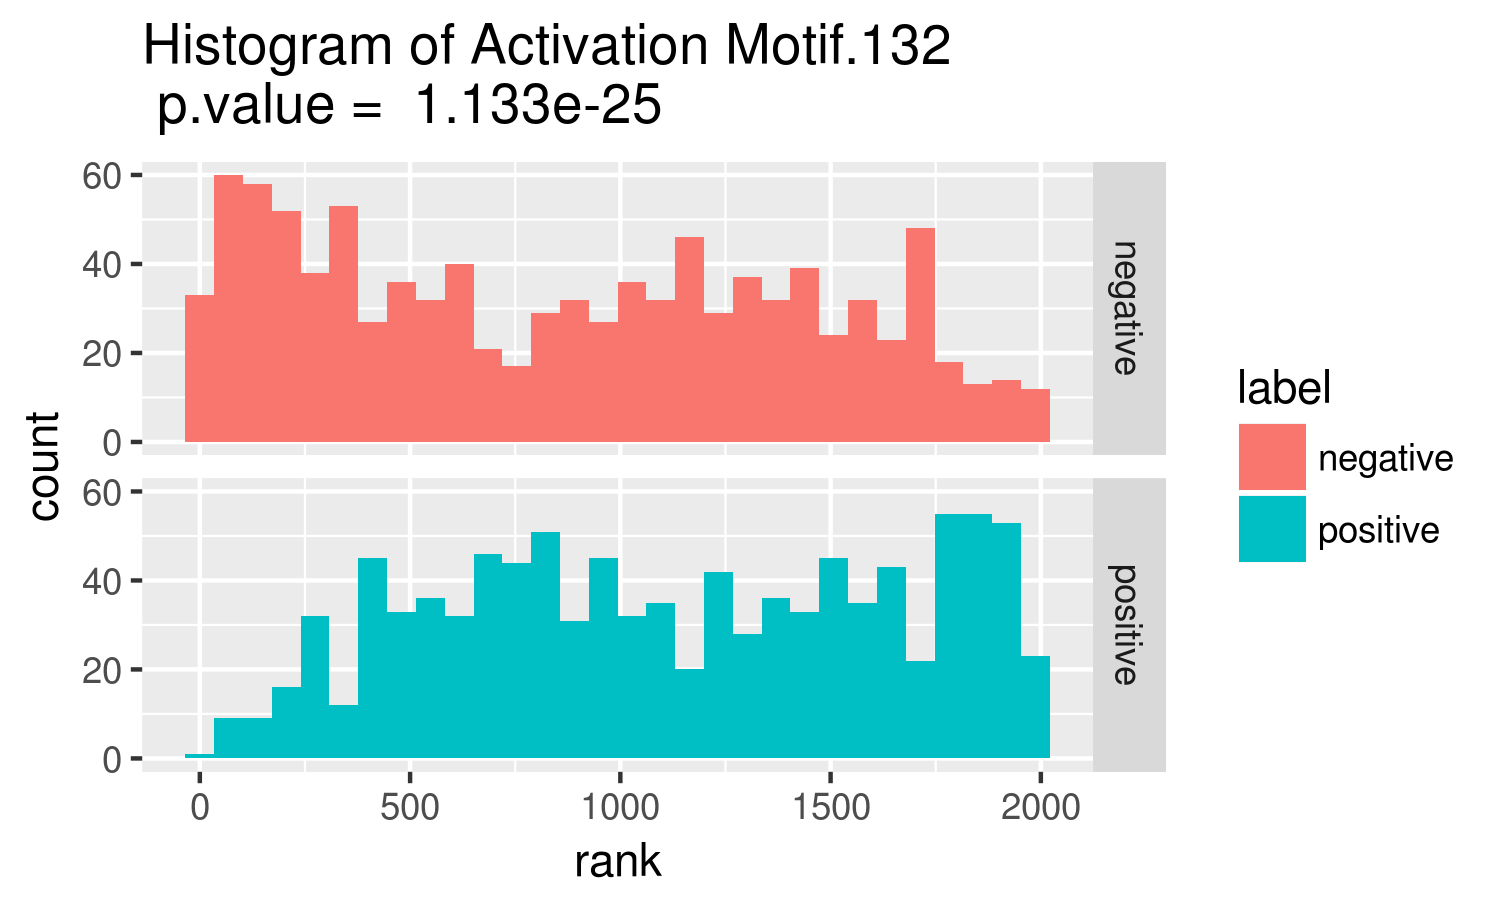 Histogram of Activation Motif.132
p.value = 1.133e-25
count
60
40
20
0
negative
60
40
20
0
positive
0 500 1000 1500 2000
rank
label
negative
positive